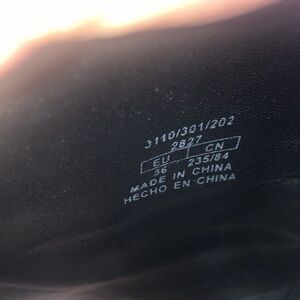 3110/301/202
2827
EU CN
36 235/84
MADE IN CHINA
HECHO EN CHINA